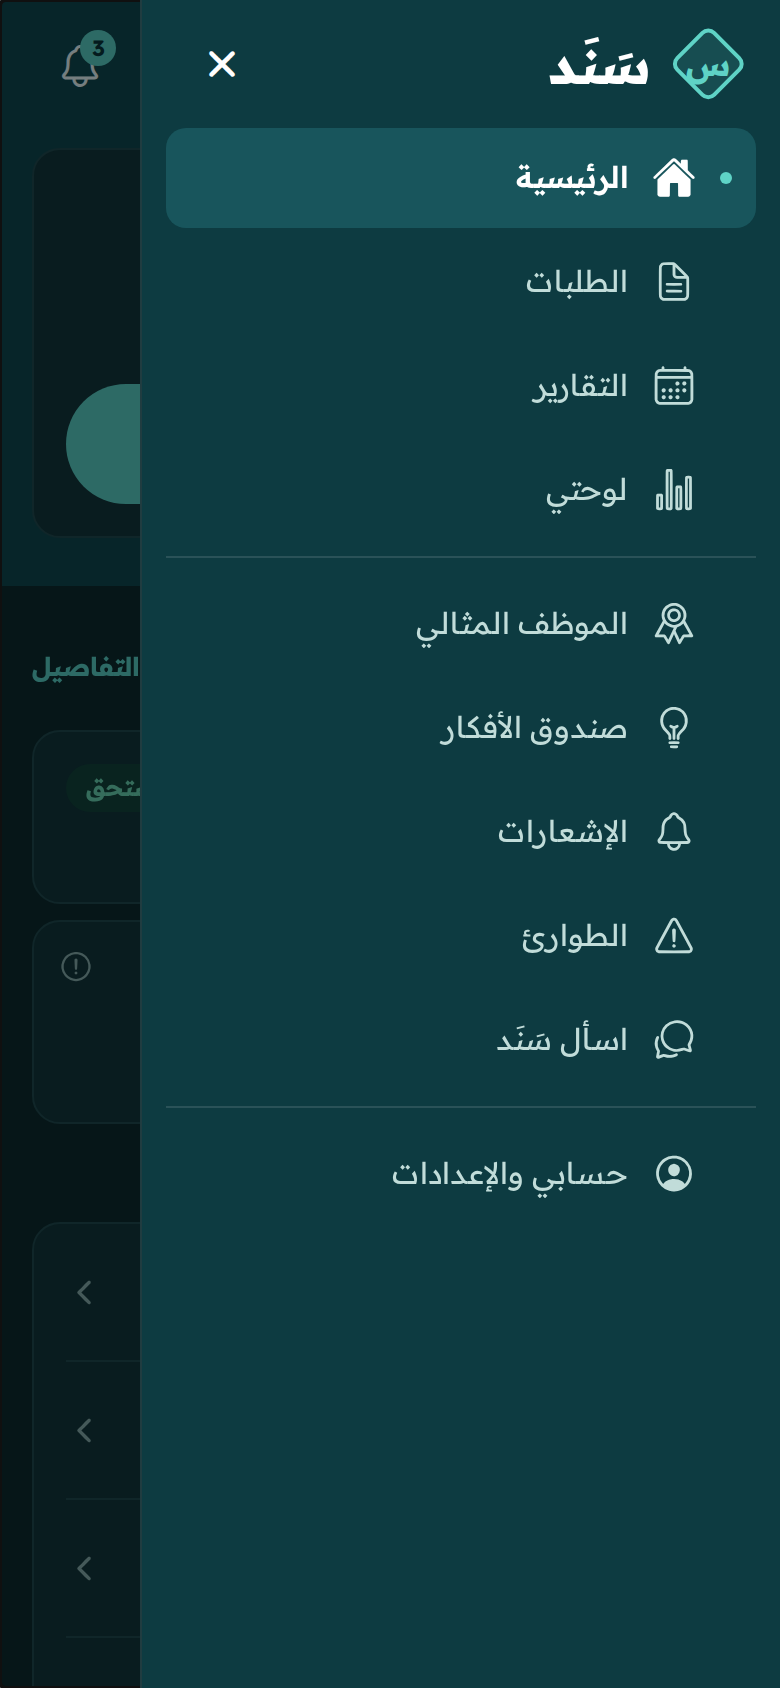 س
سَنَد
3
الرئيسية
الطلبات
التقارير
لوحتي
الموظف المثالي
التفاصيل
صندوق الأفكار
الإشعارات
الطوارئ
اسأل سَنَد
حسابي والإعدادات